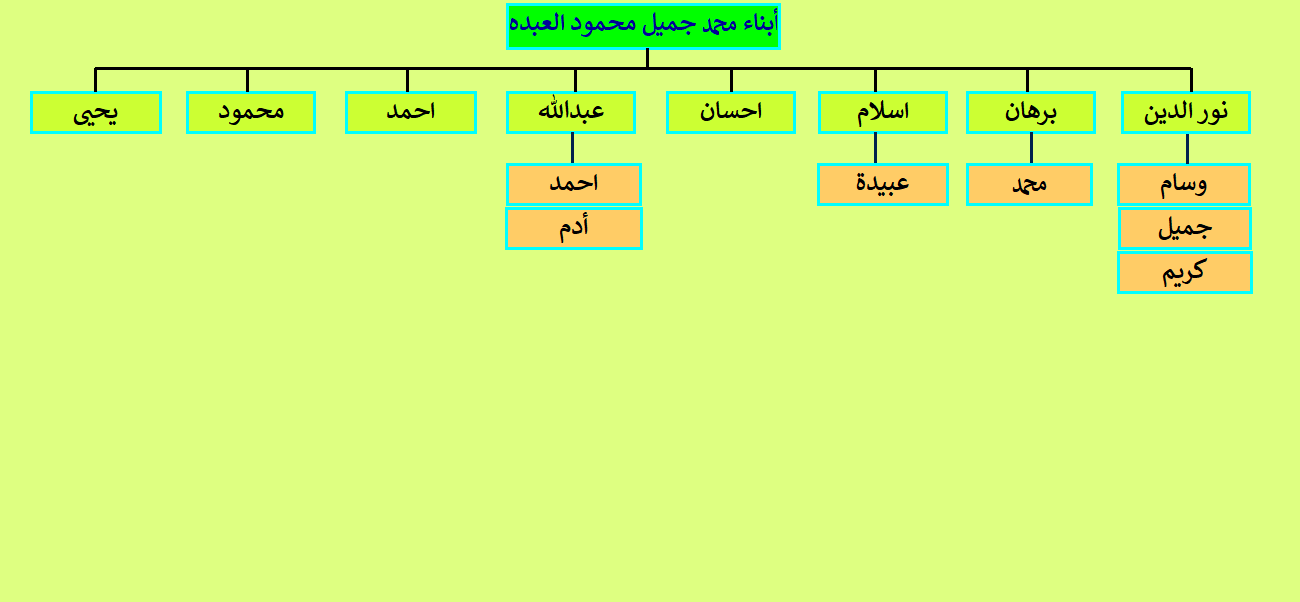 أبناء محمد جميل محمود العبده
نور الدين
برهان
اسلام
احسان
عبدالله
احمد
محمود
يحيى
وسام
محمد
عبيدة
احمد
جميل
أدم
كريم